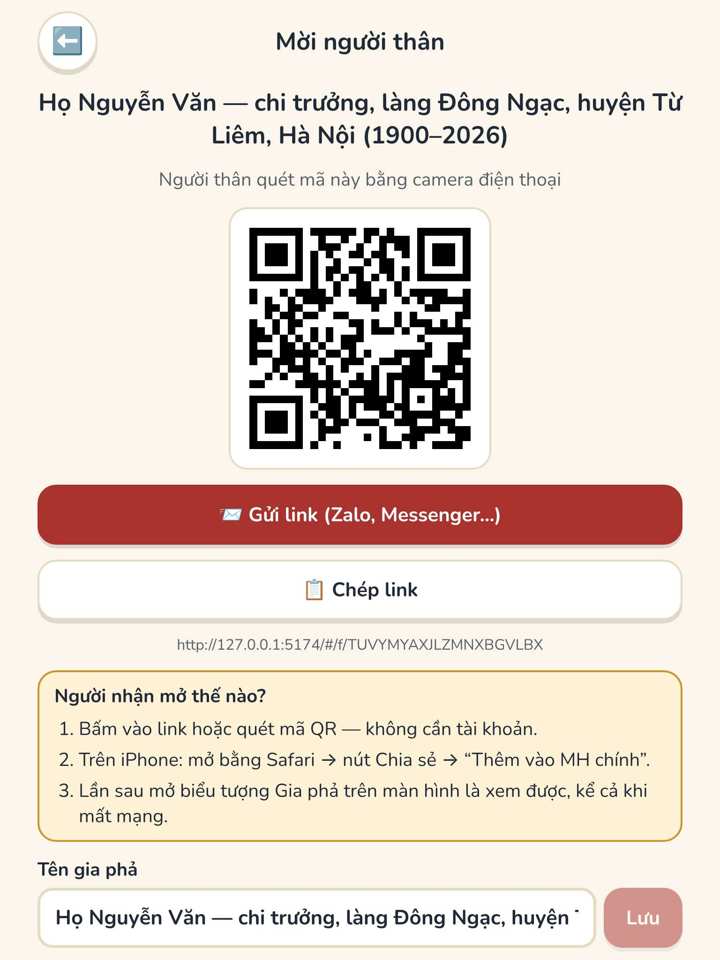 Mời người thân
Họ Nguyễn Văn — chi trưởng, làng Đông Ngạc, huyện Từ
Liêm, Hà Nội (1900–2026)
Người thân quét mã này bằng camera điện thoại
Gửi link (Zalo, Messenger...)
Chép link
http://127.0.0.1:5174/#/f/TUVYMYAXJLZMNXBGVLBX
Người nhận mở thế nào?
1. Bấm vào link hoặc quét mã QR — không cần tài khoản.
2. Trên iPhone: mở bằng Safari → nút Chia sẻ → “Thêm vào MH chính”.
3. Lần sau mở biểu tượng Gia phả trên màn hình là xem được, kể cả khi
mất mạng.
Tên gia phả
Họ Nguyễn Văn — chi trưởng, làng Đông Ngạc, huyện
Lưu